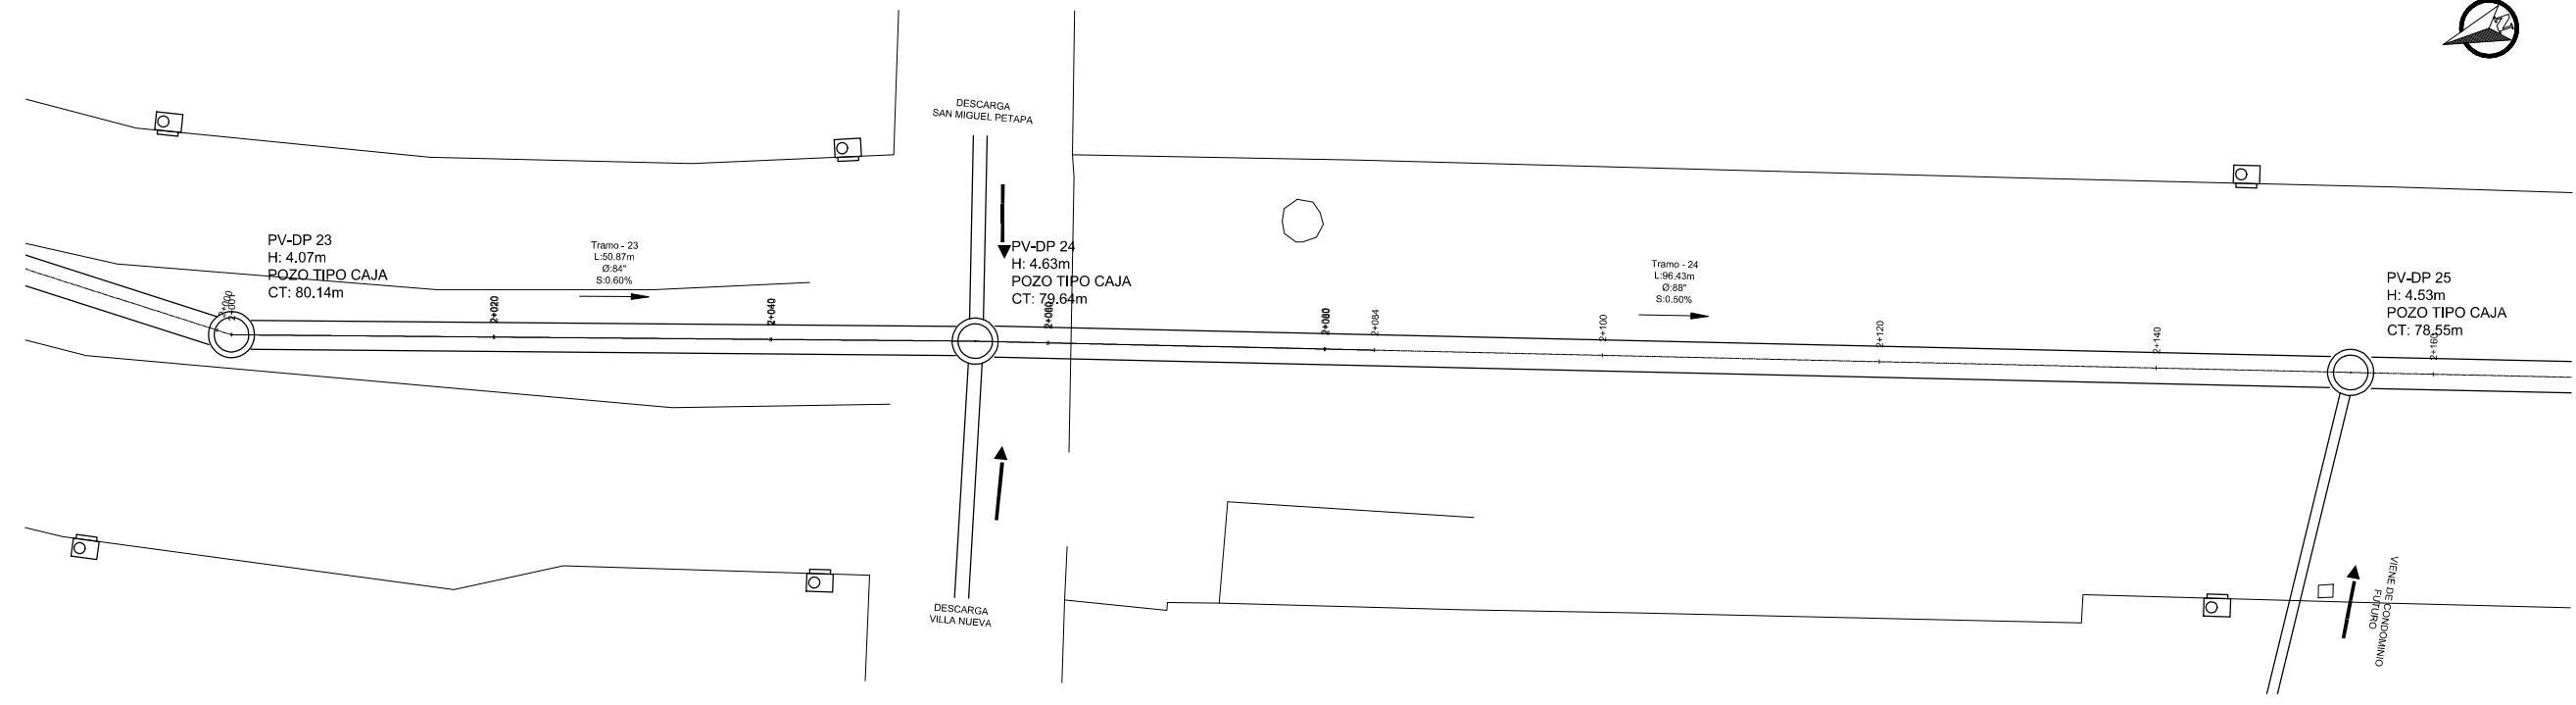 DESCARGA
SAN MIGUEL PETAPA
PV-DP 23
H: 4.07m
POZO TIPO CAJA
CT: 80.14m
Tramo - 23
L:50.87m
Ø:84"
S:0.60%
PV-DP 24
H: 4.63m
POZO TIPO CAJA
CT: 79.64m
Tramo - 24
L:96.43m
Ø:88"
S:0.50%
PV-DP 25
H: 4.53m
POZO TIPO CAJA
CT: 78.55m
2+000
2+001
2+020
2+040
2+060
2+080
2+084
2+100
2+120
2+140
2+160
DESCARGA
VILLA NUEVA
VIENE DE CONDOMINIO
FUTURO
N